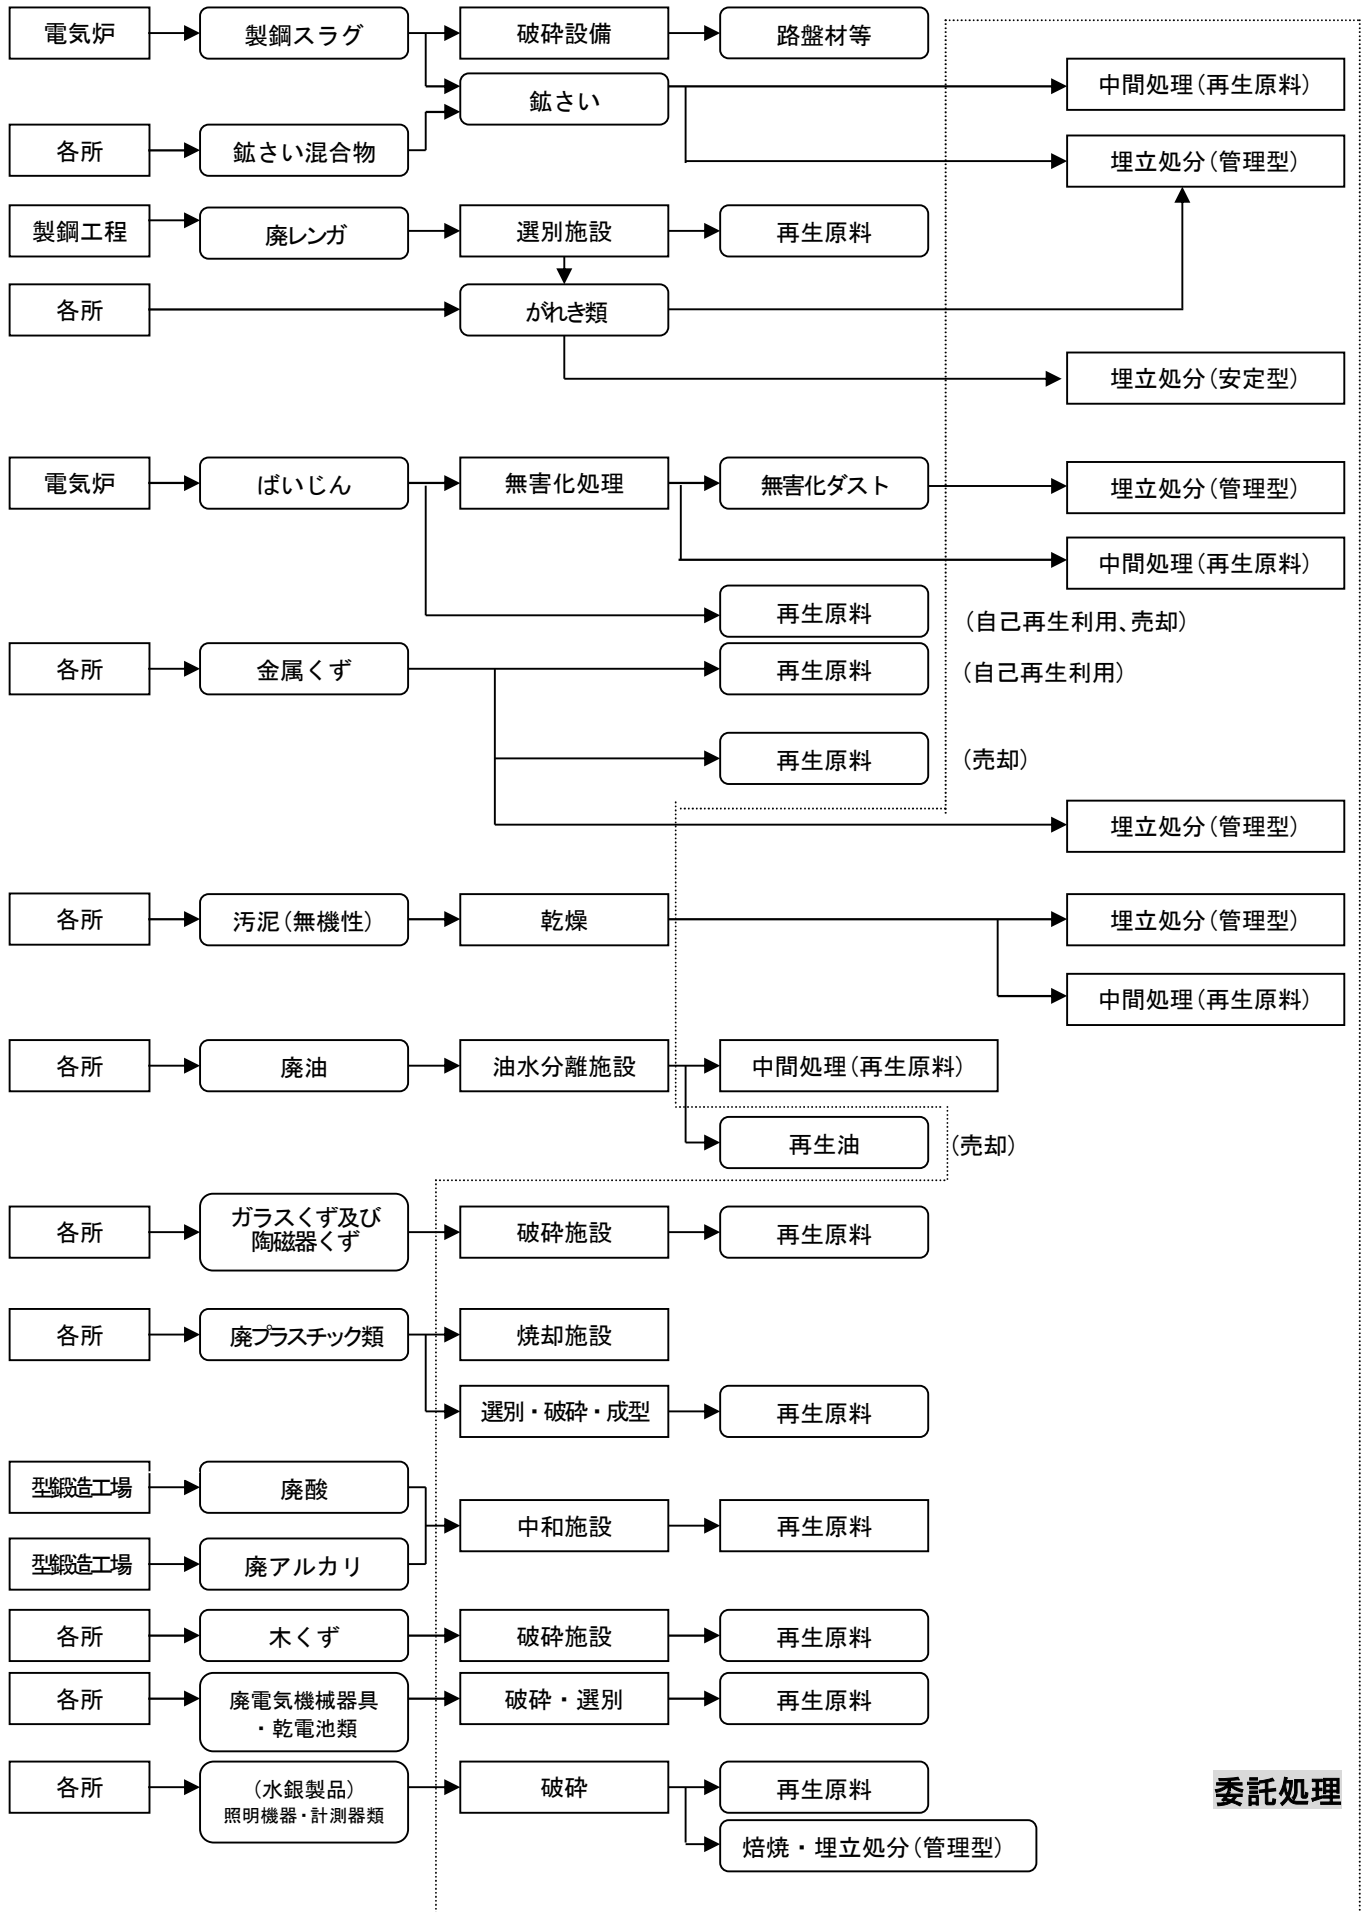 電気炉
製鋼スラグ
破砕設備
路盤材等
鉱さい
中間処理(再生原料)
各所
鉱さい混合物
埋立処分(管理型)
製鋼工程
廃レンガ
選別施設
再生原料
各所
がれき類
埋立処分(安定型)
電気炉
ばいじん
無害化処理
無害化ダスト
埋立処分(管理型)
中間処理(再生原料)
再生原料
(自己再生利用、売却)
各所
金属くず
再生原料
(自己再生利用)
再生原料
(売却)
埋立処分(管理型)
各所
汚泥(無機性)
乾燥
埋立処分(管理型)
中間処理(再生原料)
各所
廃油
油水分離施設
中間処理(再生原料)
再生油
(売却)
各所
ガラスくず及び
陶磁器くず
破砕施設
再生原料
各所
廃プラスチック類
焼却施設
選別・破砕・成型
再生原料
型鍛造工場
廃酸
中和施設
再生原料
型鍛造工場
廃アルカリ
各所
木くず
破砕施設
再生原料
各所
廃電気機械器具
・乾電池類
破砕・選別
再生原料
各所
(水銀製品)
照明機器・計測器類
破砕
再生原料
委託処理
焙焼・埋立処分(管理型)